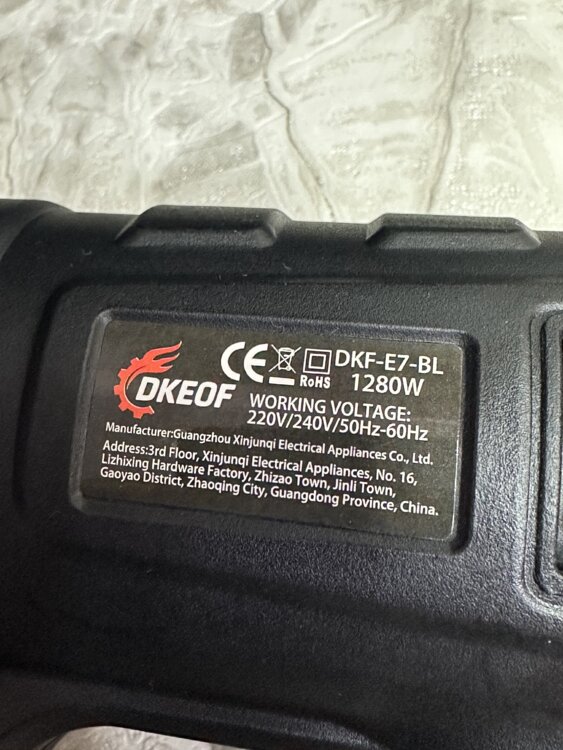 DKEOF
CE RoHS DKF-E7-BL
1280W
WORKING VOLTAGE:
220V/240V/50Hz-60Hz
Manufacturer:Guangzhou Xinjunqi Electrical Appliances Co., Ltd.
Address:3rd Floor, Xinjunqi Electrical Appliances, No. 16,
Lizhixing Hardware Factory, Zhizao Town, Jinli Town,
Gaoyao District, Zhaoqing City, Guangdong Province, China.